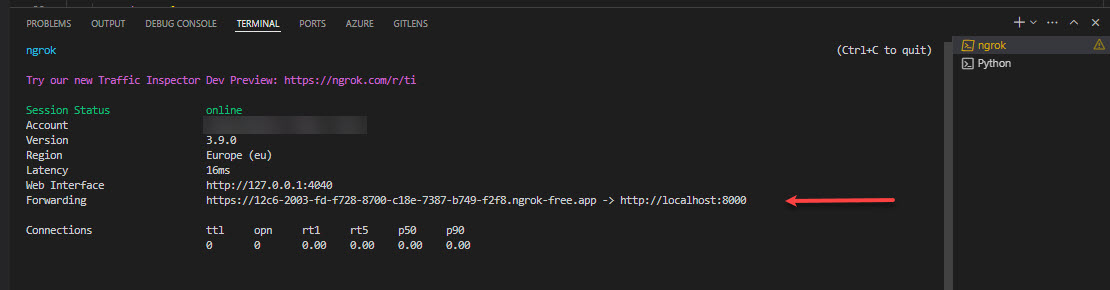 PROBLEMS OUTPUT DEBUG CONSOLE TERMINAL PORTS AZURE GITLENS
ngrok (Ctrl+C to quit)
ngrok
Python
Try our new Traffic Inspector Dev Preview: https://ngrok.com/r/ti
Session Status online
Account
Version 3.9.0
Region Europe (eu)
Latency 16ms
Web Interface http://127.0.0.1:4040
Forwarding https://12c6-2003-fd-f728-8700-c18e-7387-b749-f2f8.ngrok-free.app -> http://localhost:8000
Connections ttl opn rt1 rt5 p50 p90
0 0 0.00 0.00 0.00 0.00